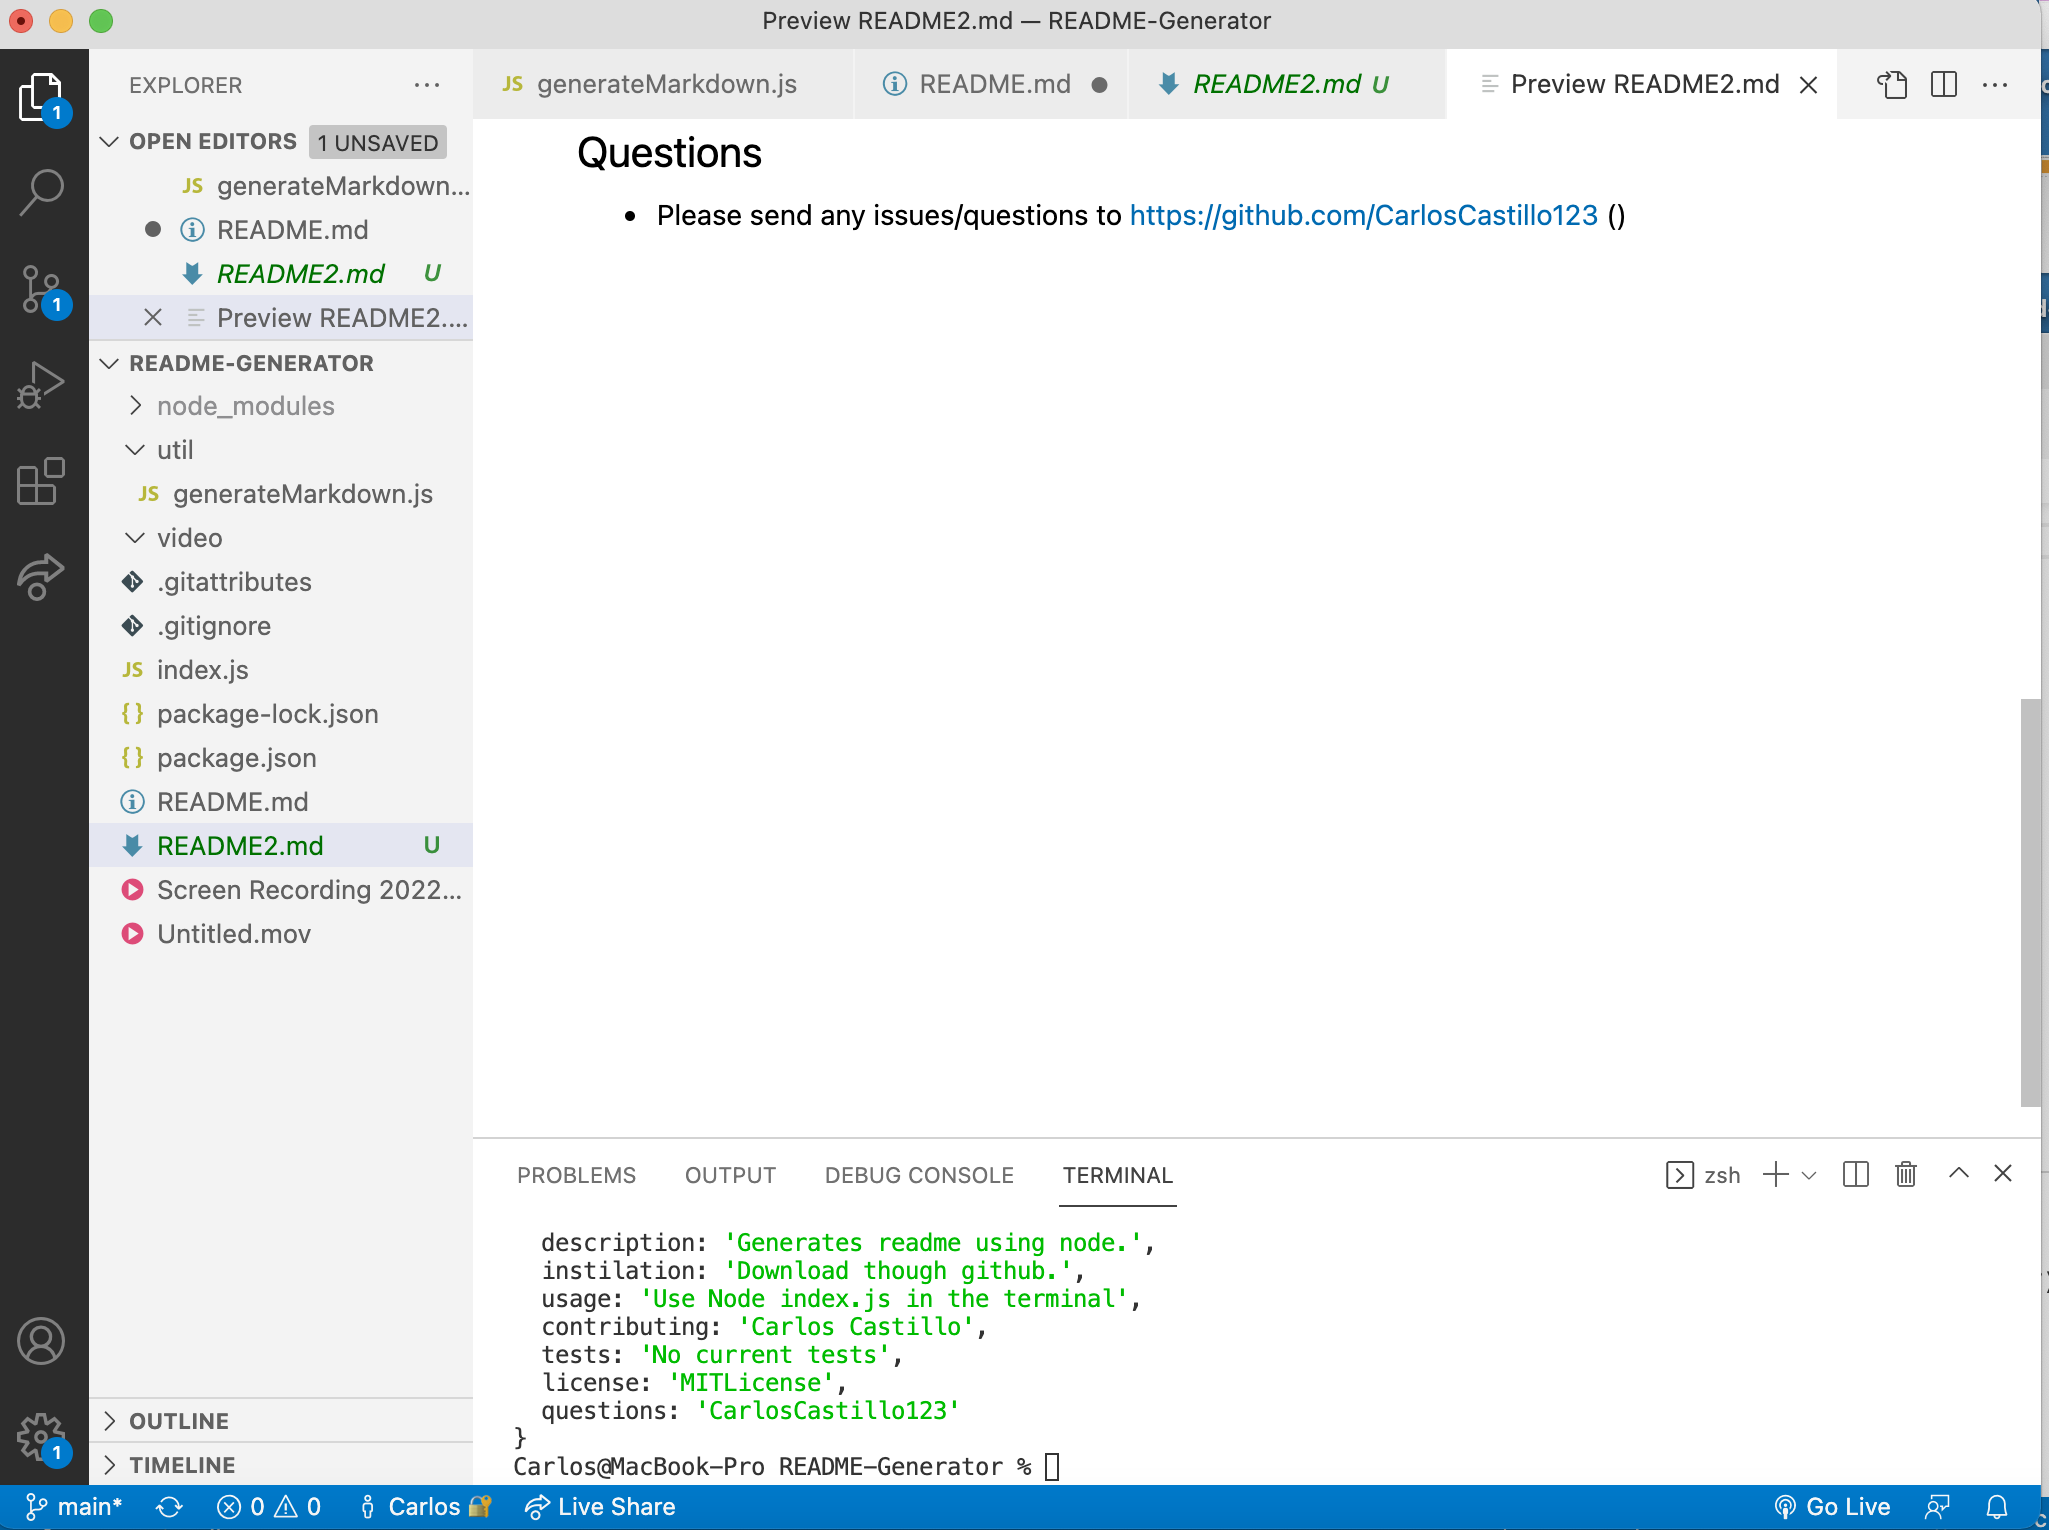 Preview README2.md — README-Generator
EXPLORER
OPEN EDITORS 1 UNSAVED
JS generateMarkdown...
README.md
README2.md U
Preview README2....
README-GENERATOR
node_modules
util
JS generateMarkdown.js
video
.gitattributes
.gitignore
JS index.js
{} package-lock.json
{} package.json
README.md
README2.md U
Screen Recording 2022...
Untitled.mov
OUTLINE
TIMELINE
1
1
1
JS generateMarkdown.js
README.md
README2.md U
Preview README2.md
Questions
• Please send any issues/questions to https://github.com/CarlosCastillo123 ()
PROBLEMS OUTPUT DEBUG CONSOLE TERMINAL
zsh
description: 'Generates readme using node.',
instilation: 'Download though github.',
usage: 'Use Node index.js in the terminal',
contributing: 'Carlos Castillo',
tests: 'No current tests',
license: 'MITLicense',
questions: 'CarlosCastillo123'
}
Carlos@MacBook-Pro README-Generator %
main* 0 0 Carlos Live Share Go Live